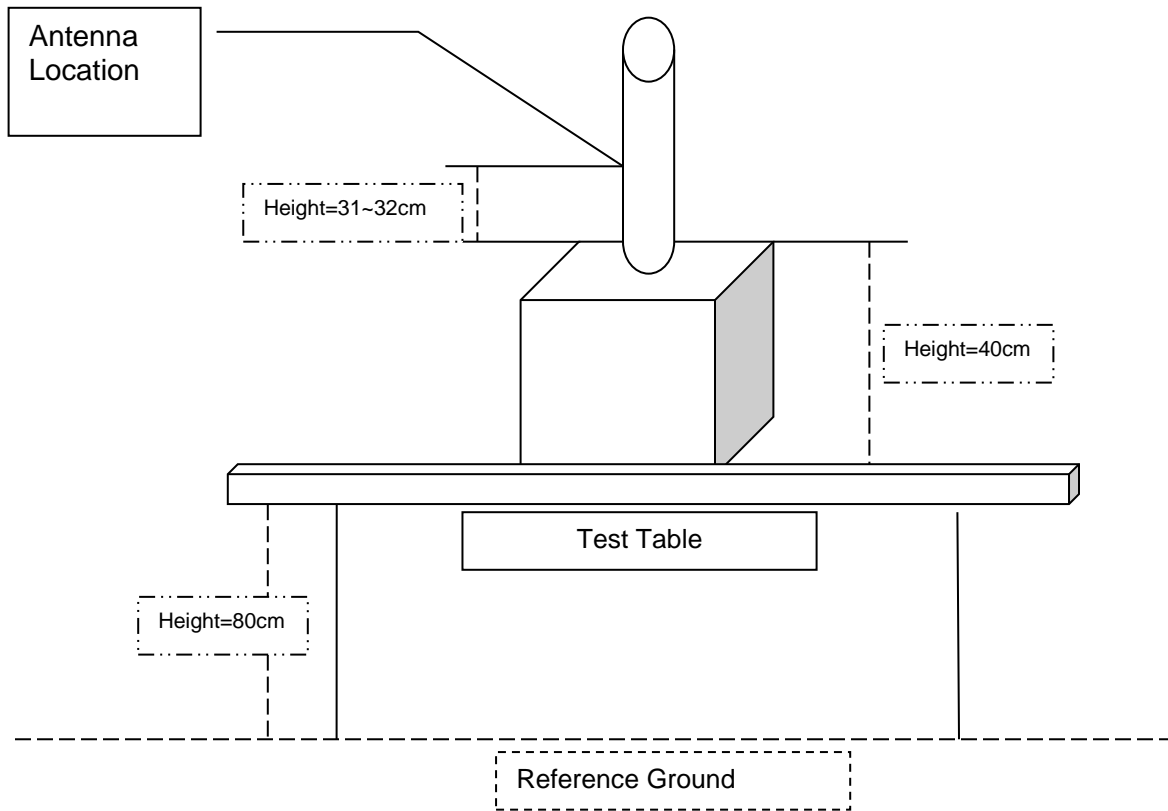 Antenna
Location
Height=31~32cm
Height=40cm
Test Table
Height=80cm
Reference Ground